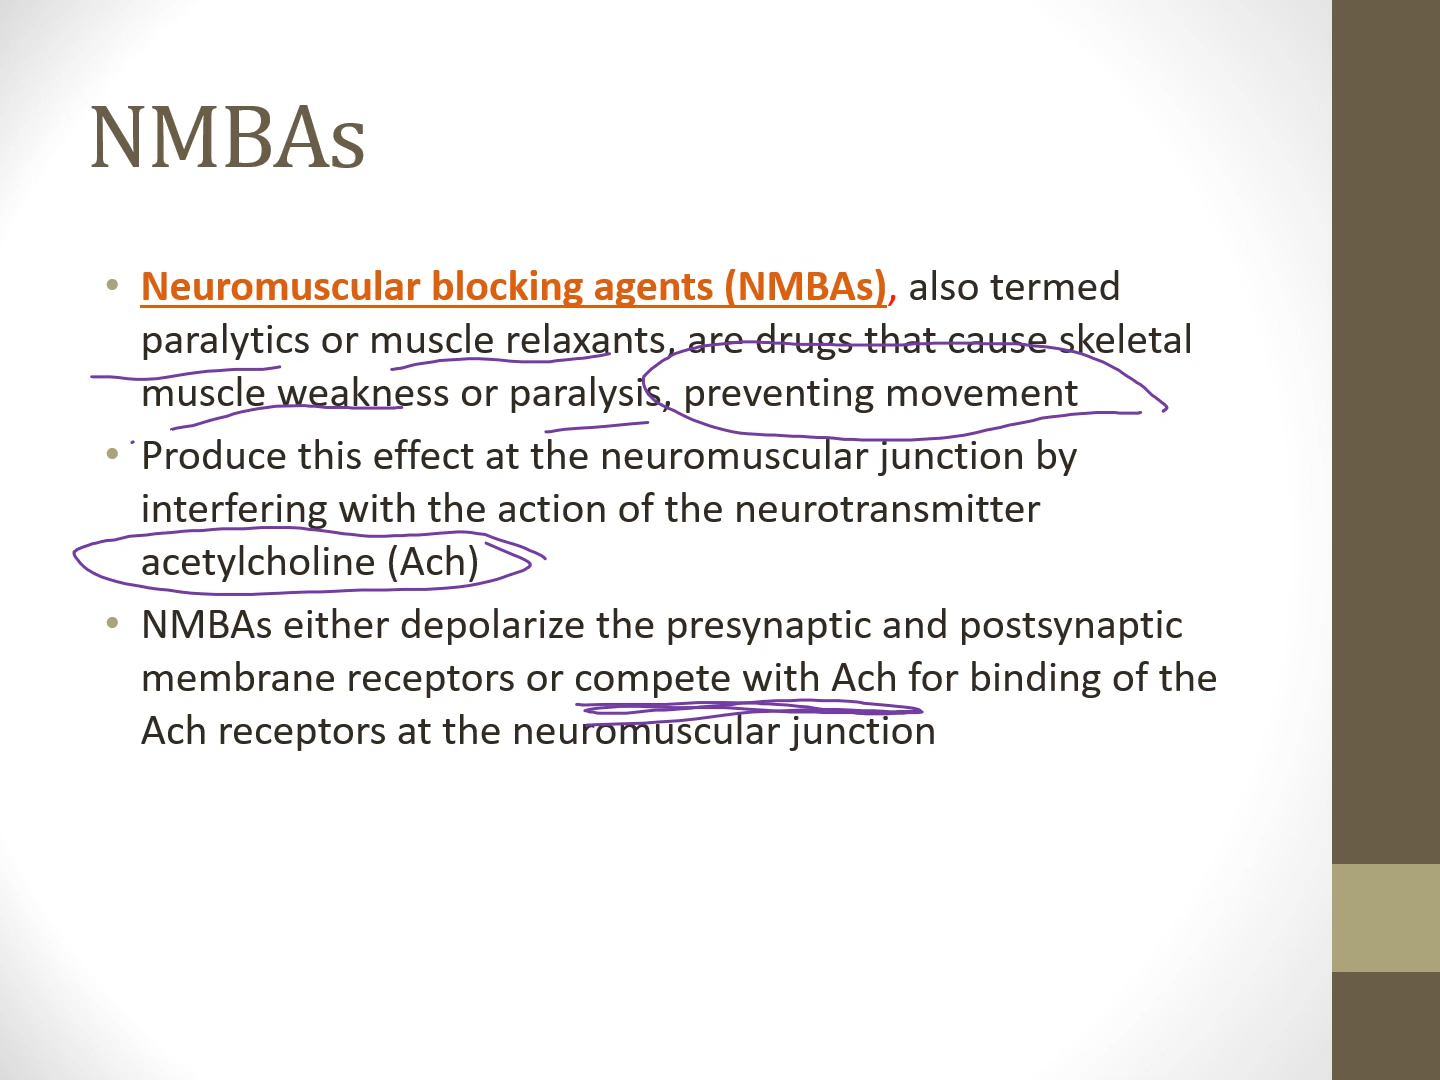 NMBAs
• Neuromuscular blocking agents (NMBAs), also termed
paralytics or muscle relaxants, are drugs that cause skeletal
muscle weakness or paralysis, preventing movement
• Produce this effect at the neuromuscular junction by
interfering with the action of the neurotransmitter
acetylcholine (Ach)
• NMBAs either depolarize the presynaptic and postsynaptic
membrane receptors or compete with Ach for binding of the
Ach receptors at the neuromuscular junction